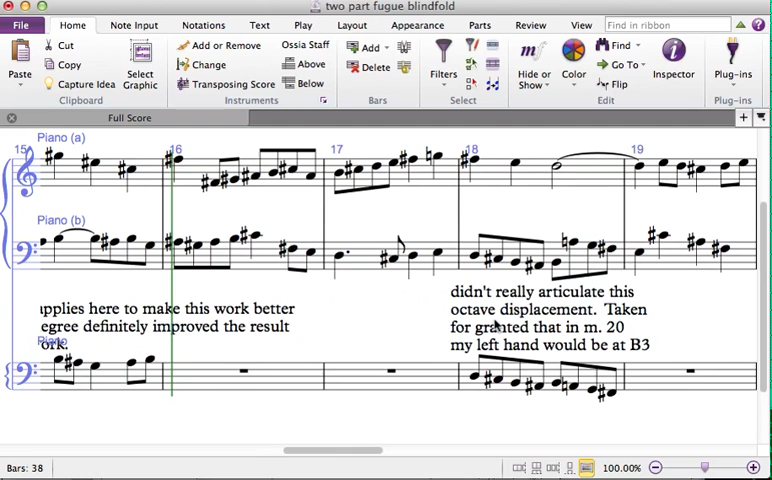 two part fugue blindfold
File Home Note Input Notations Text Play Layout Appearance Parts Review View Find in ribbon
Paste
Cut
Copy
Capture Idea
Select
Graphic
Clipboard
Add or Remove
Change
Transposing Score
Ossia Staff
Above
Below
Instruments
Add
Delete
Bars
Filters
Select
mf
Hide or
Show
Color
Find
Go To
Flip
Edit
Inspector
Plug-ins
Plug-ins
Full Score
Piano (a)
15 16 17 18 19
Piano (b)
pplies here to make this work better
egree definitely improved the result
ork.
didn't really articulate this
octave displacement. Taken
for granted that in m. 20
my left hand would be at B3
Piano
Bars: 38
100.00%